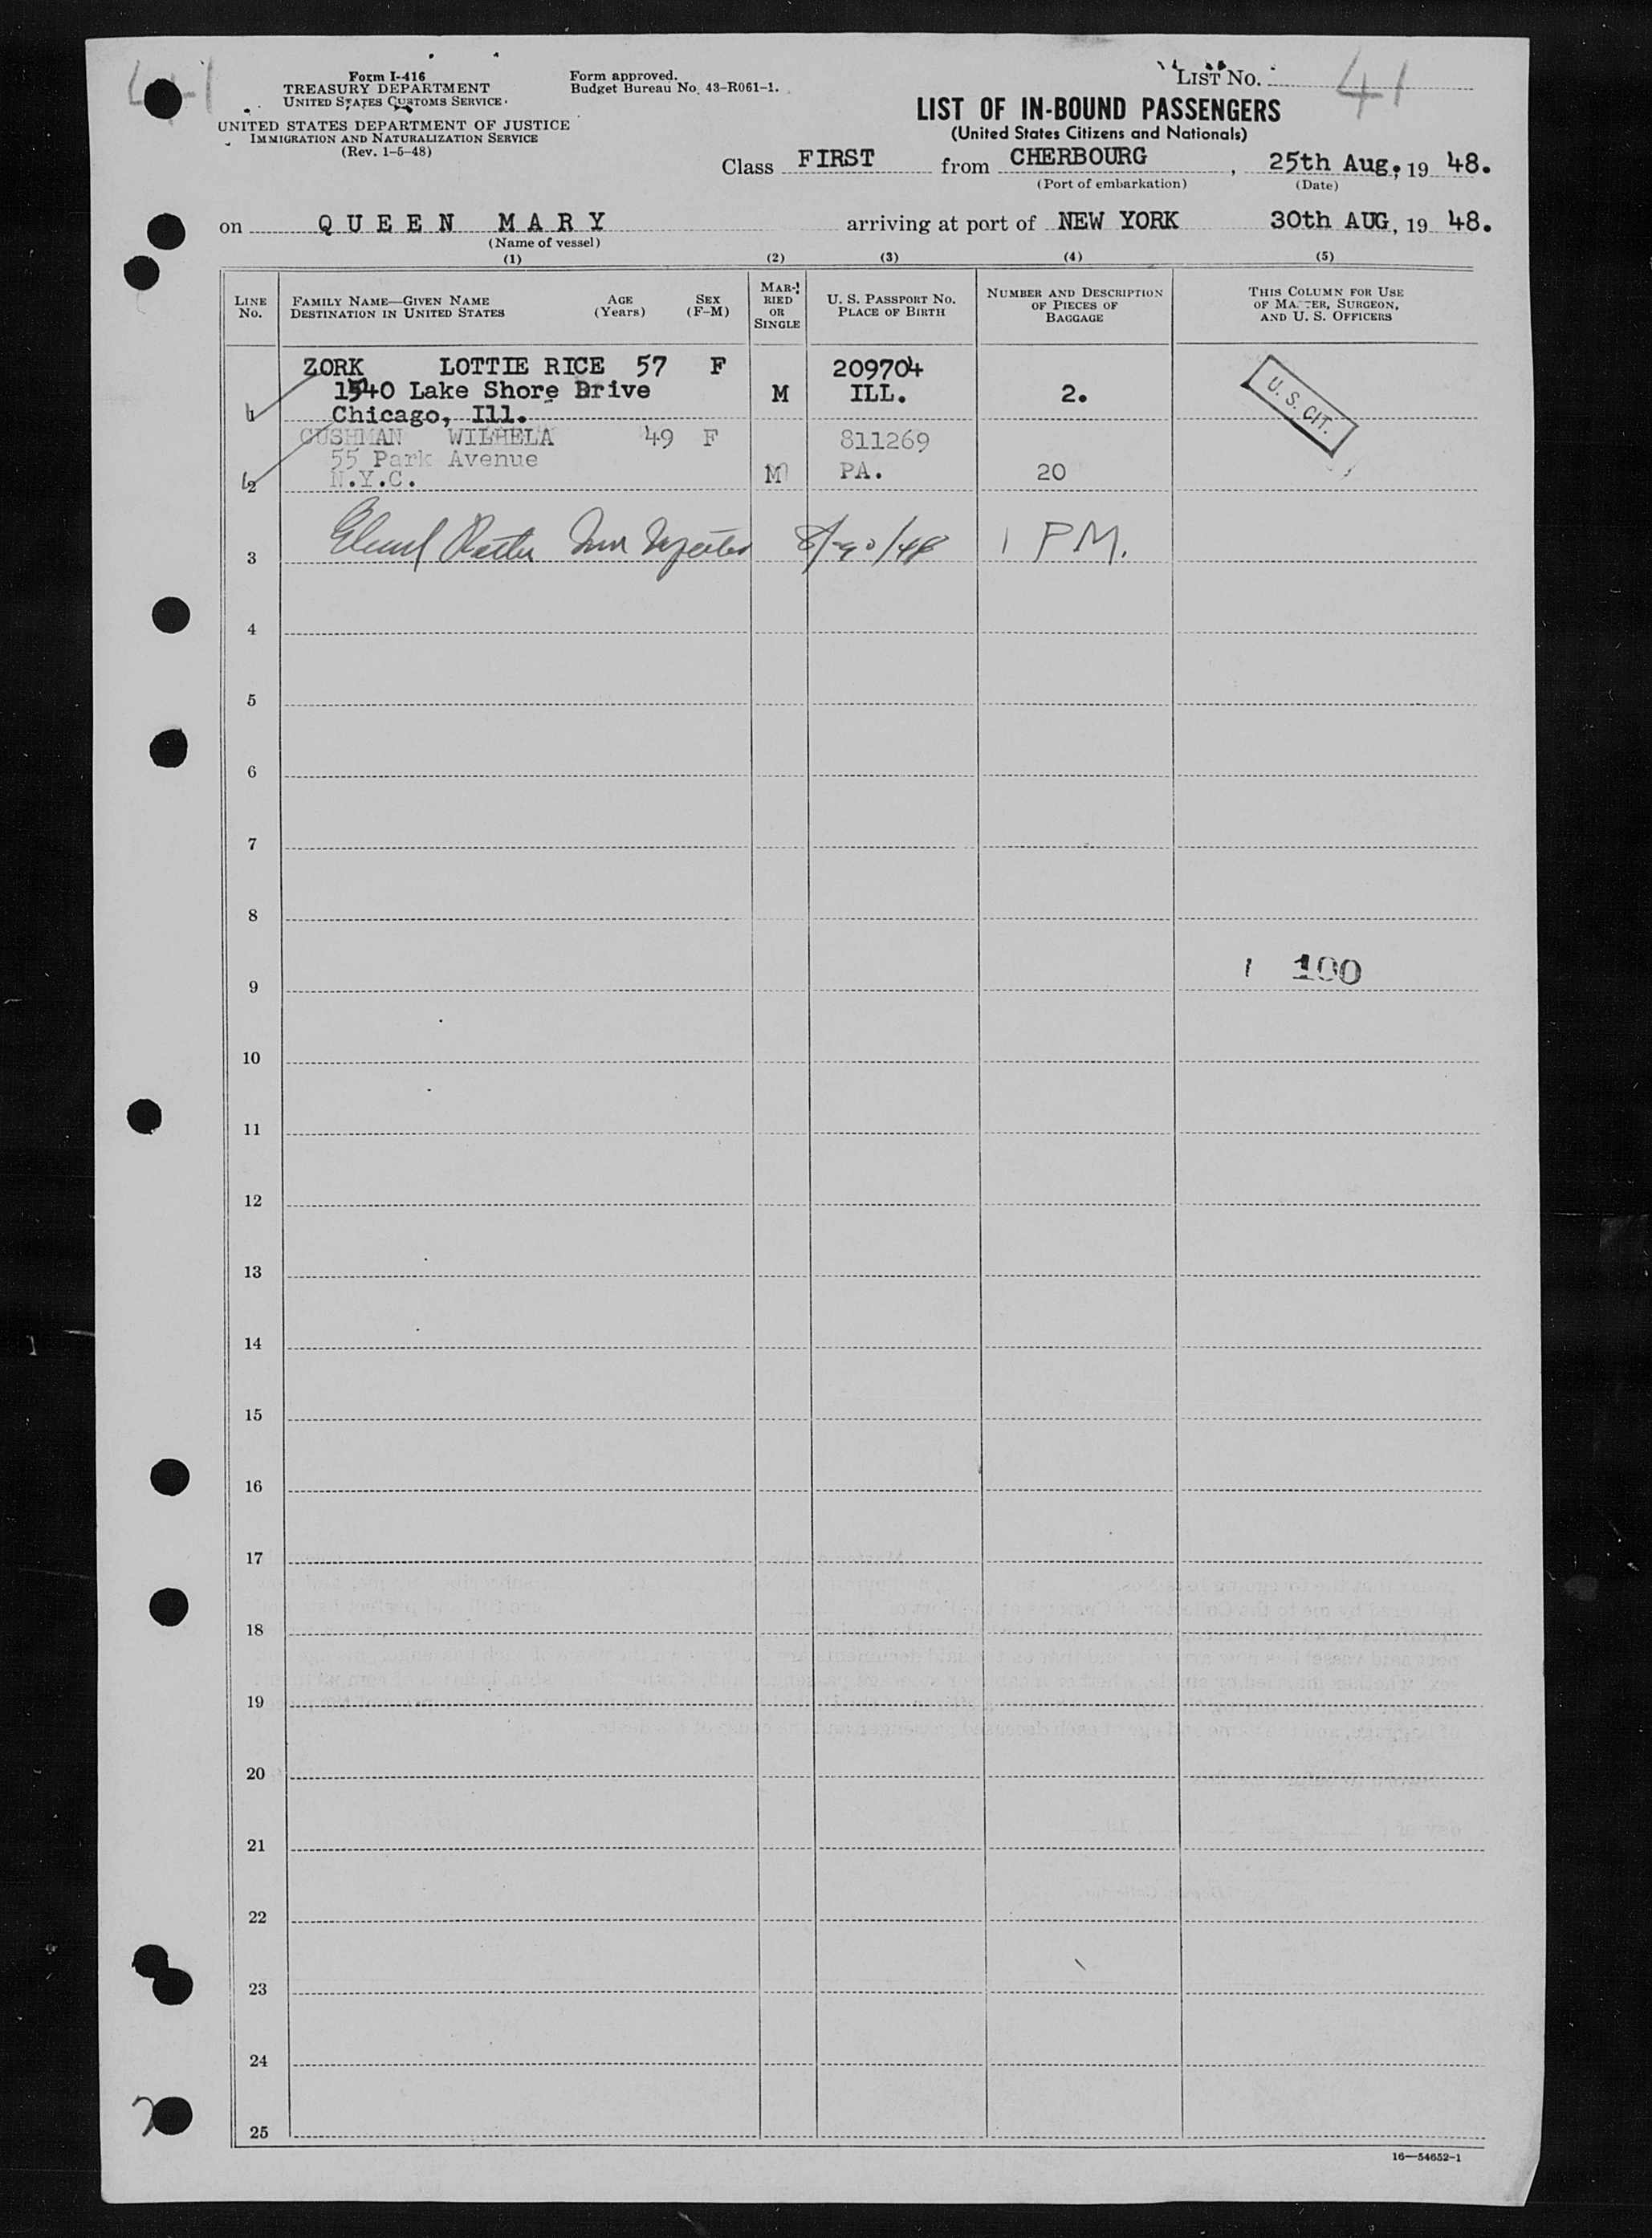 41
Form I-416
TREASURY DEPARTMENT
UNITED STATES CUSTOMS SERVICE
UNITED STATES DEPARTMENT OF JUSTICE
IMMIGRATION AND NATURALIZATION SERVICE
(Rev. 1-5-48)
Form approved.
Budget Bureau No. 43-R061-1.
LIST NO. 41
LIST OF IN-BOUND PASSENGERS
(United States Citizens and Nationals)
Class FIRST from CHERBOURG, 25th Aug, 19 48.
(Port of embarkation) (Date)
on QUEEN MARY arriving at port of NEW YORK 30th AUG, 19 48.
(Name of vessel)
(1) (2) (3) (4) (5)
LINE NO.
FAMILY NAME—GIVEN NAME
DESTINATION IN UNITED STATES
AGE (Years)
SEX (F-M)
MARRIED OR SINGLE
U. S. PASSPORT NO.
PLACE OF BIRTH
NUMBER AND DESCRIPTION OF PIECES OF BAGGAGE
THIS COLUMN FOR USE OF MASTER, SURGEON, AND U. S. OFFICERS
ZORK LOTTIE RICE 57 F 209704
1540 Lake Shore Drive M ILL. 2. U. S. CIT.
1 Chicago, Ill.
CUSHMAN WILHELA 49 F 811269
55 Park Avenue M PA. 20
2 N.Y.C.
3 8/30/48 1 PM.
4
5
6
7
8
9 1 100
10
11
12
13
14
15
16
17
18
19
20
21
22
23
24
25
16—54652-1